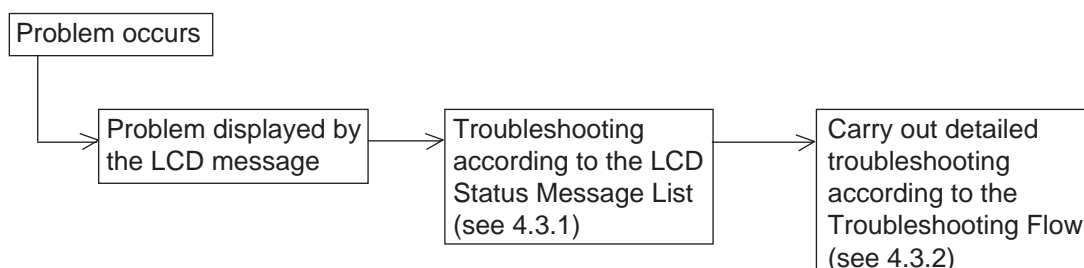 Problem occurs
Problem displayed by
the LCD message
Troubleshooting
according to the LCD
Status Message List
(see 4.3.1)
Carry out detailed
troubleshooting
according to the
Troubleshooting Flow
(see 4.3.2)